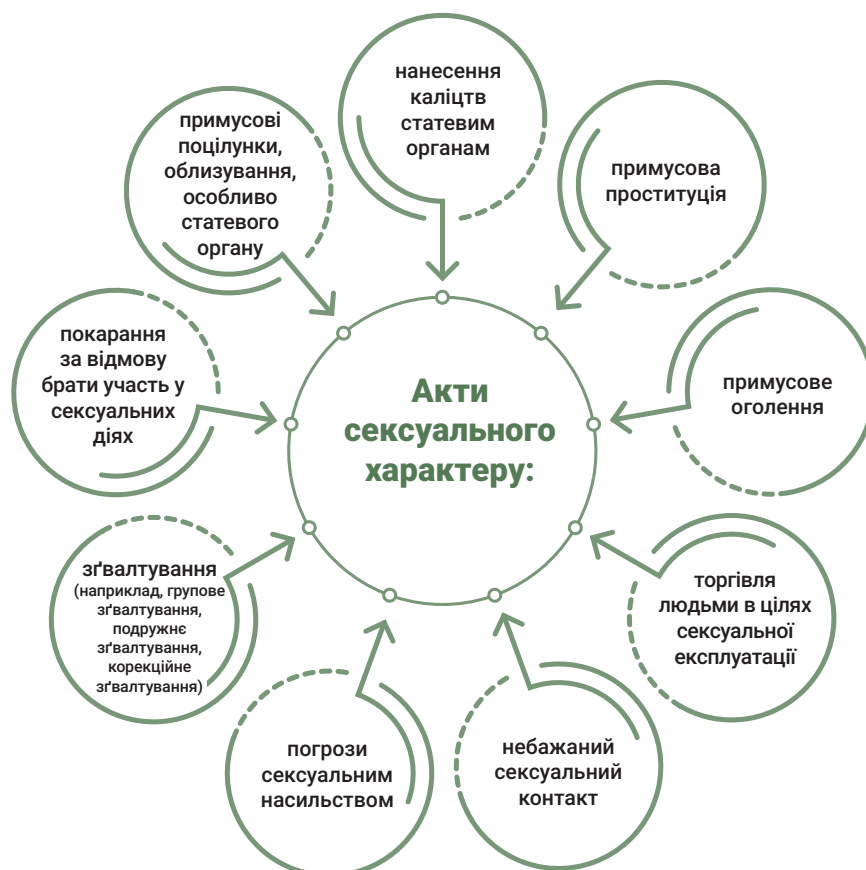 Акти
сексуального
характеру:
нанесення
каліцтв
статевим
органам
примусова
проституція
примусове
оголення
торгівля
людьми в цілях
сексуальної
експлуатації
небажаний
сексуальний
контакт
погрози
сексуальним
насильством
зґвалтування
(наприклад, групове
зґвалтування,
подружнє
зґвалтування,
корекційне
зґвалтування)
покарання
за відмову
брати участь у
сексуальних
діях
примусові
поцілунки,
облизування,
особливо
статевого
органу